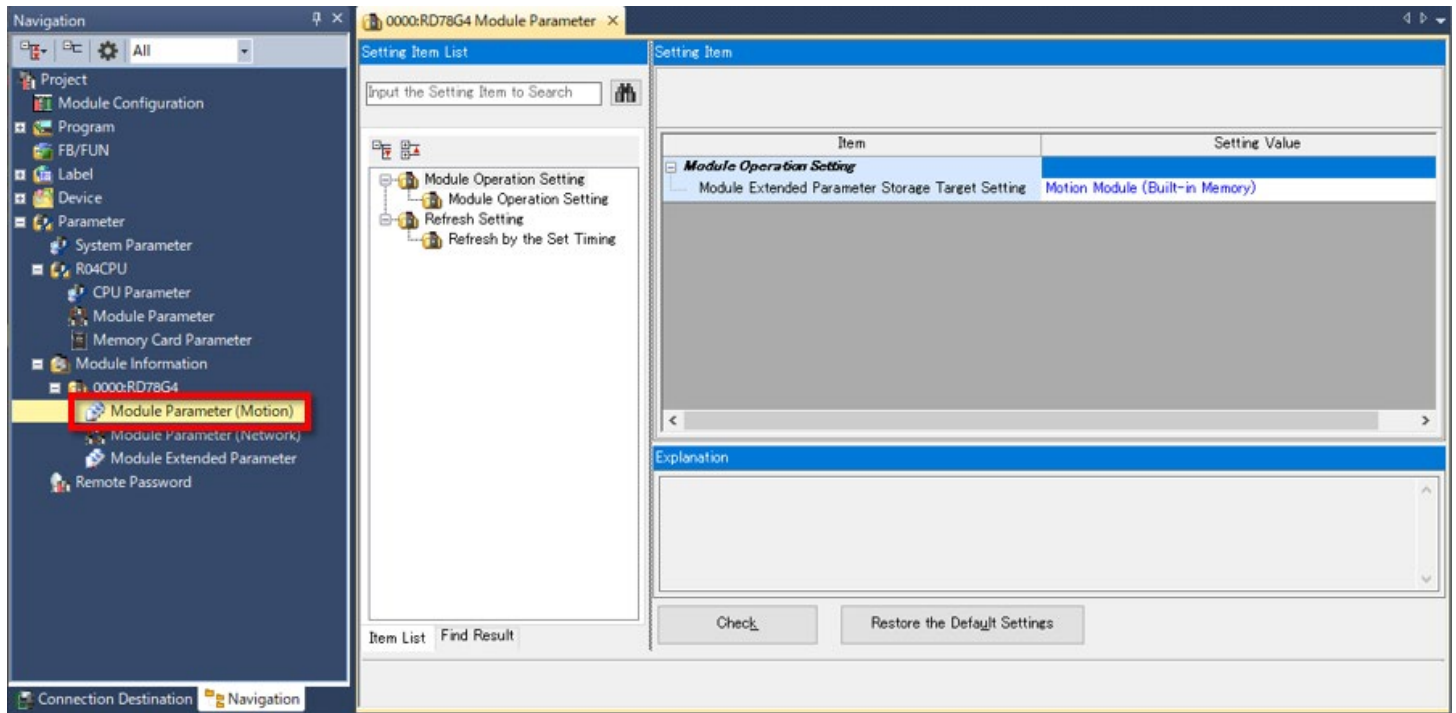 Navigation
All
Project
Module Configuration
Program
FB/FUN
Label
Device
Parameter
System Parameter
R04CPU
CPU Parameter
Module Parameter
Memory Card Parameter
Module Information
0000:RD78G4
Module Parameter (Motion)
Module Parameter (Network)
Module Extended Parameter
Remote Password
Connection Destination
Navigation
0000:RD78G4 Module Parameter
Setting Item List
Input the Setting Item to Search
Module Operation Setting
Module Operation Setting
Refresh Setting
Refresh by the Set Timing
Item List
Find Result
Setting Item
Item Setting Value
Module Operation Setting
Module Extended Parameter Storage Target Setting Motion Module (Built-in Memory)
Explanation
Check
Restore the Default Settings